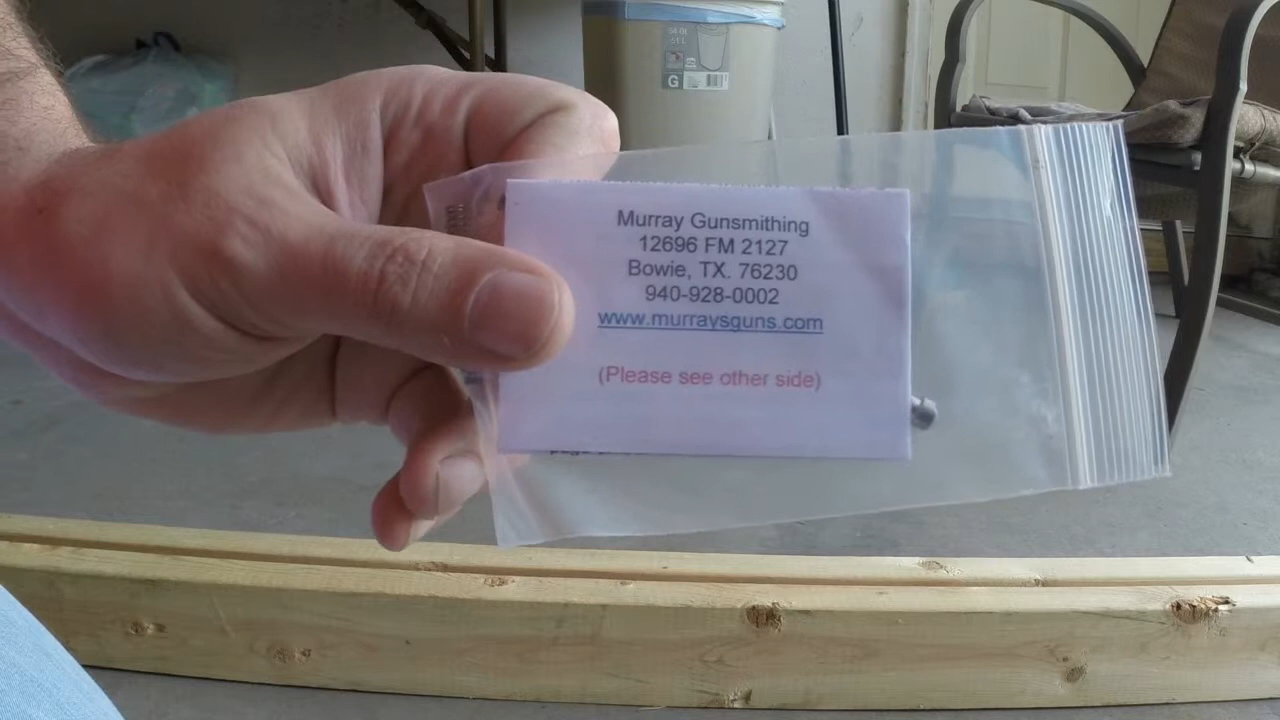 Murray Gunsmithing
12696 FM 2127
Bowie, TX. 76230
940-928-0002
www.murraysguns.com
(Please see other side)
G